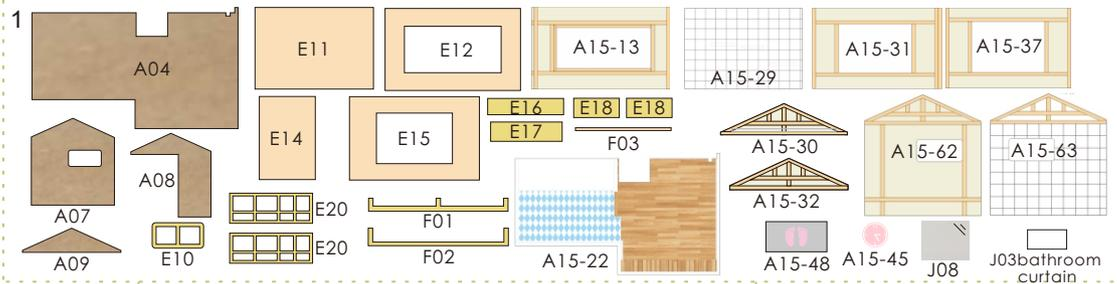 1
A04
E11
E12
A15-13
A15-29
A15-31
A15-37
E14
E15
E16
E17
E18
E18
F03
A15-30
A15-32
A15-62
A15-63
A07
A08
A09
E10
E20
E20
F01
F02
A15-22
A15-48
A15-45
J08
J03bathroom
curtain